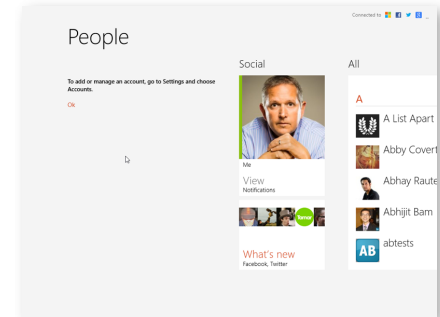 Connected to
People
Social
All
To add or manage an account, go to Settings and choose
Accounts.
Ok
A
A List Apart
Abby Covert
Abhay Raute
Abhijit Bam
abtests
AB
Me
View
Notifications
What's new
Facebook, Twitter